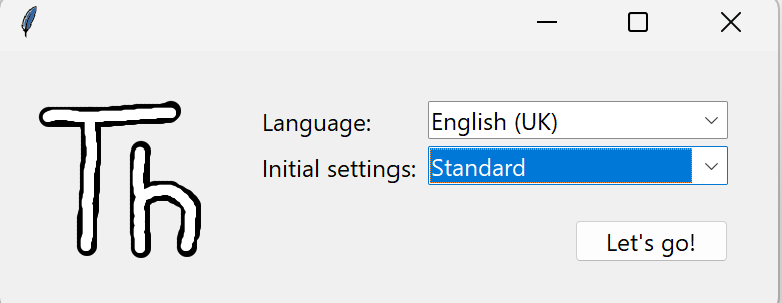 Th
Language: English (UK)
Initial settings: Standard
Let's go!